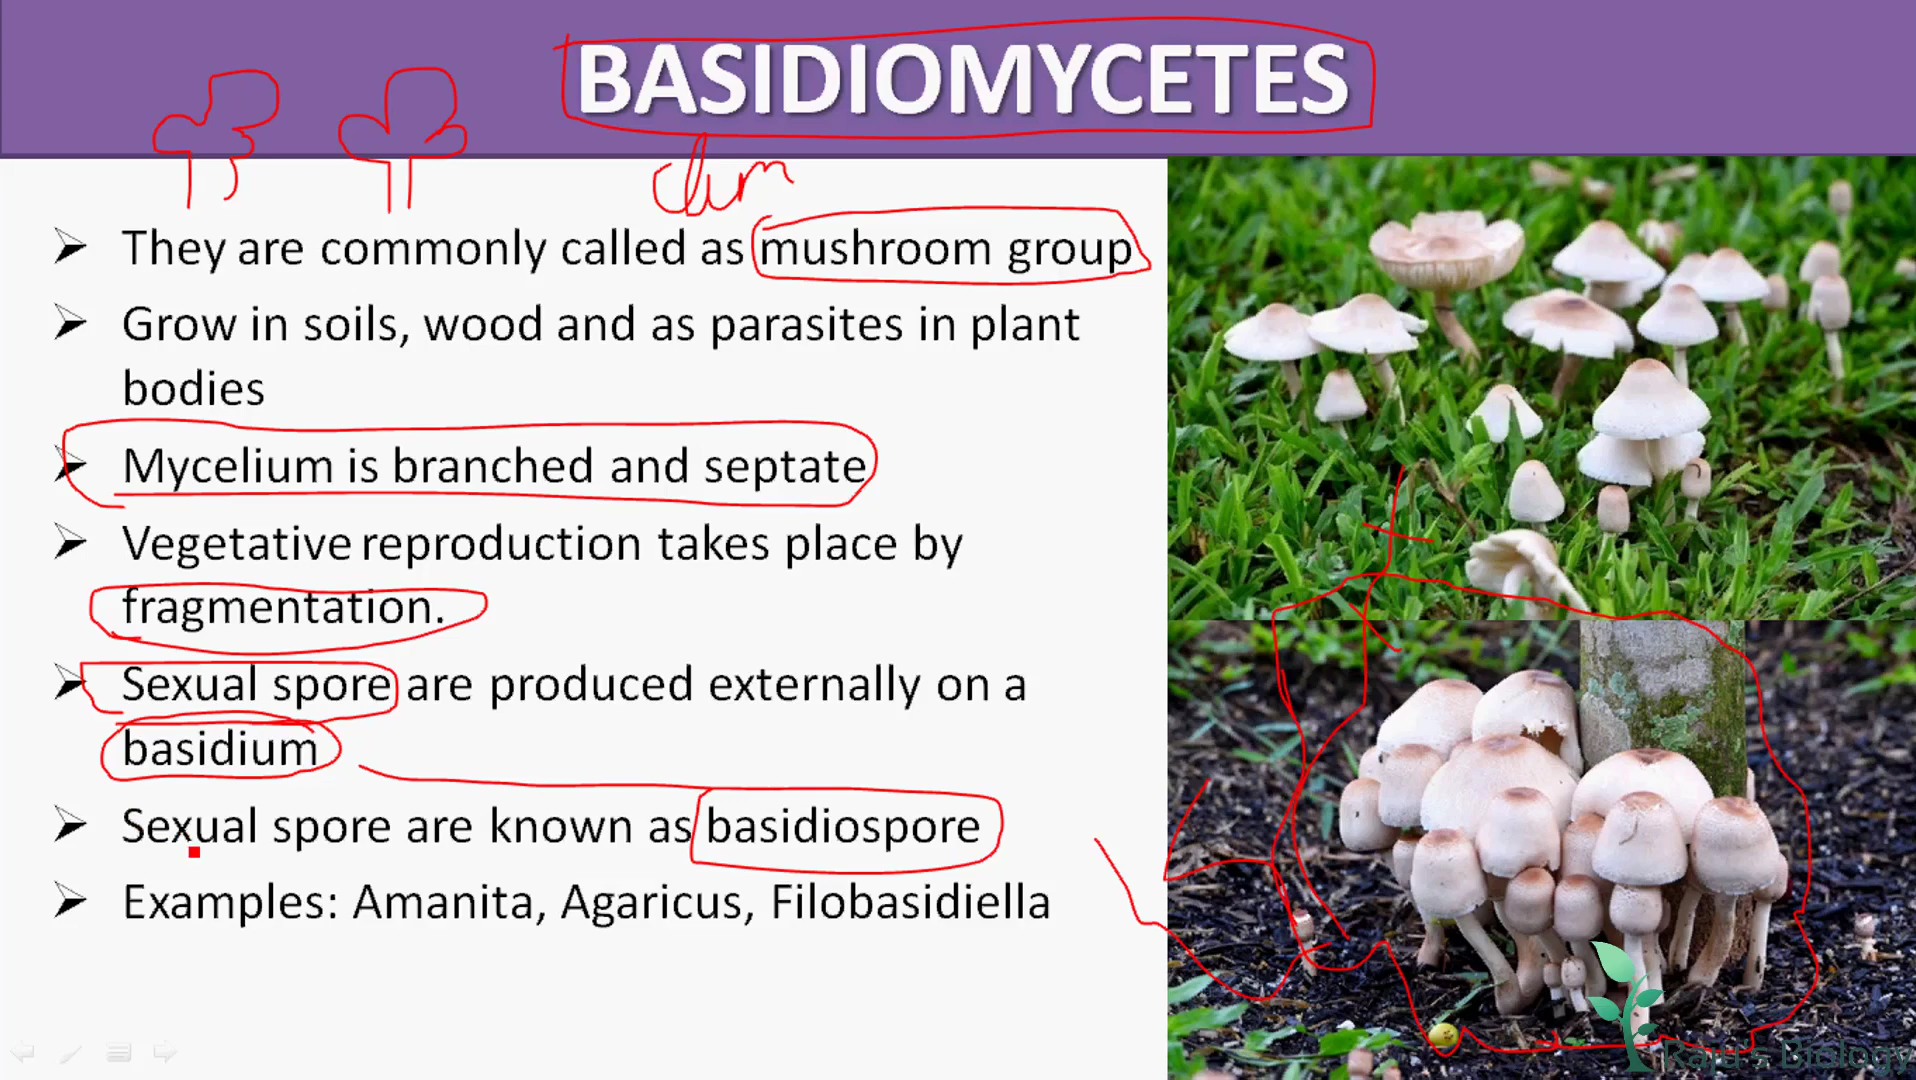 BASIDIOMYCETES
They are commonly called as mushroom group
Grow in soils, wood and as parasites in plant
bodies
Mycelium is branched and septate
Vegetative reproduction takes place by
fragmentation.
Sexual spore are produced externally on a
basidium
Sexual spore are known as basidiospore
Examples: Amanita, Agaricus, Filobasidiella
Raju's Biology